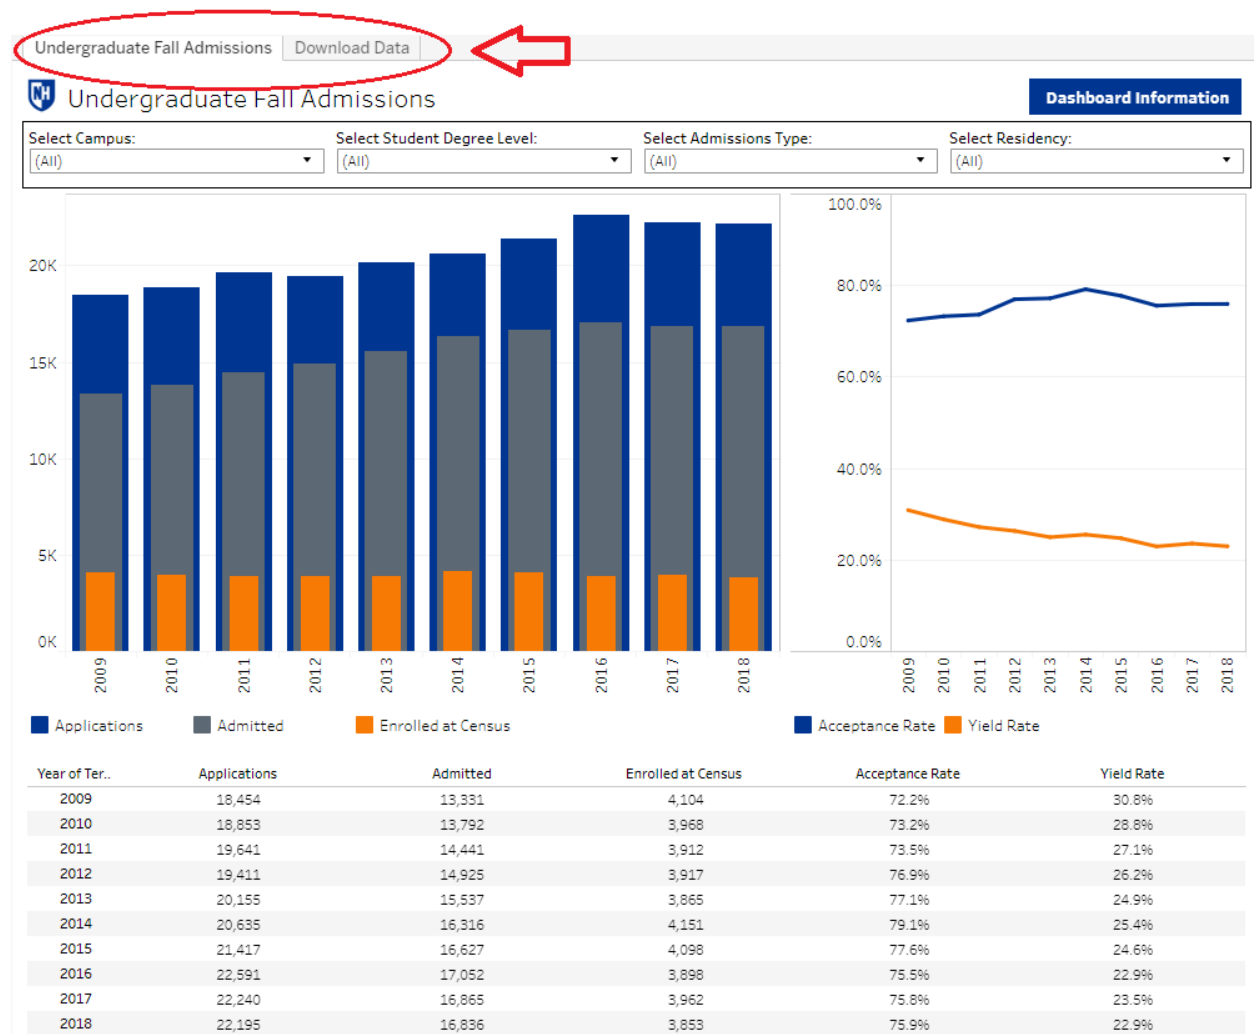 Undergraduate Fall Admissions Download Data
NH Undergraduate Fall Admissions Dashboard Information
Select Campus: Select Student Degree Level: Select Admissions Type: Select Residency:
(All) (All) (All) (All)
20K
15K
10K
5K
0K
2009 2010 2011 2012 2013 2014 2015 2016 2017 2018
Applications Admitted Enrolled at Census
100.0%
80.0%
60.0%
40.0%
20.0%
0.0%
2009 2010 2011 2012 2013 2014 2015 2016 2017 2018
Acceptance Rate Yield Rate
Year of Ter.. Applications Admitted Enrolled at Census Acceptance Rate Yield Rate
2009 18,454 13,331 4,104 72.2% 30.8%
2010 18,853 13,792 3,968 73.2% 28.8%
2011 19,641 14,441 3,912 73.5% 27.1%
2012 19,411 14,925 3,917 76.9% 26.2%
2013 20,155 15,537 3,865 77.1% 24.9%
2014 20,635 16,316 4,151 79.1% 25.4%
2015 21,417 16,627 4,098 77.6% 24.6%
2016 22,591 17,052 3,898 75.5% 22.9%
2017 22,240 16,865 3,962 75.8% 23.5%
2018 22,195 16,836 3,853 75.9% 22.9%